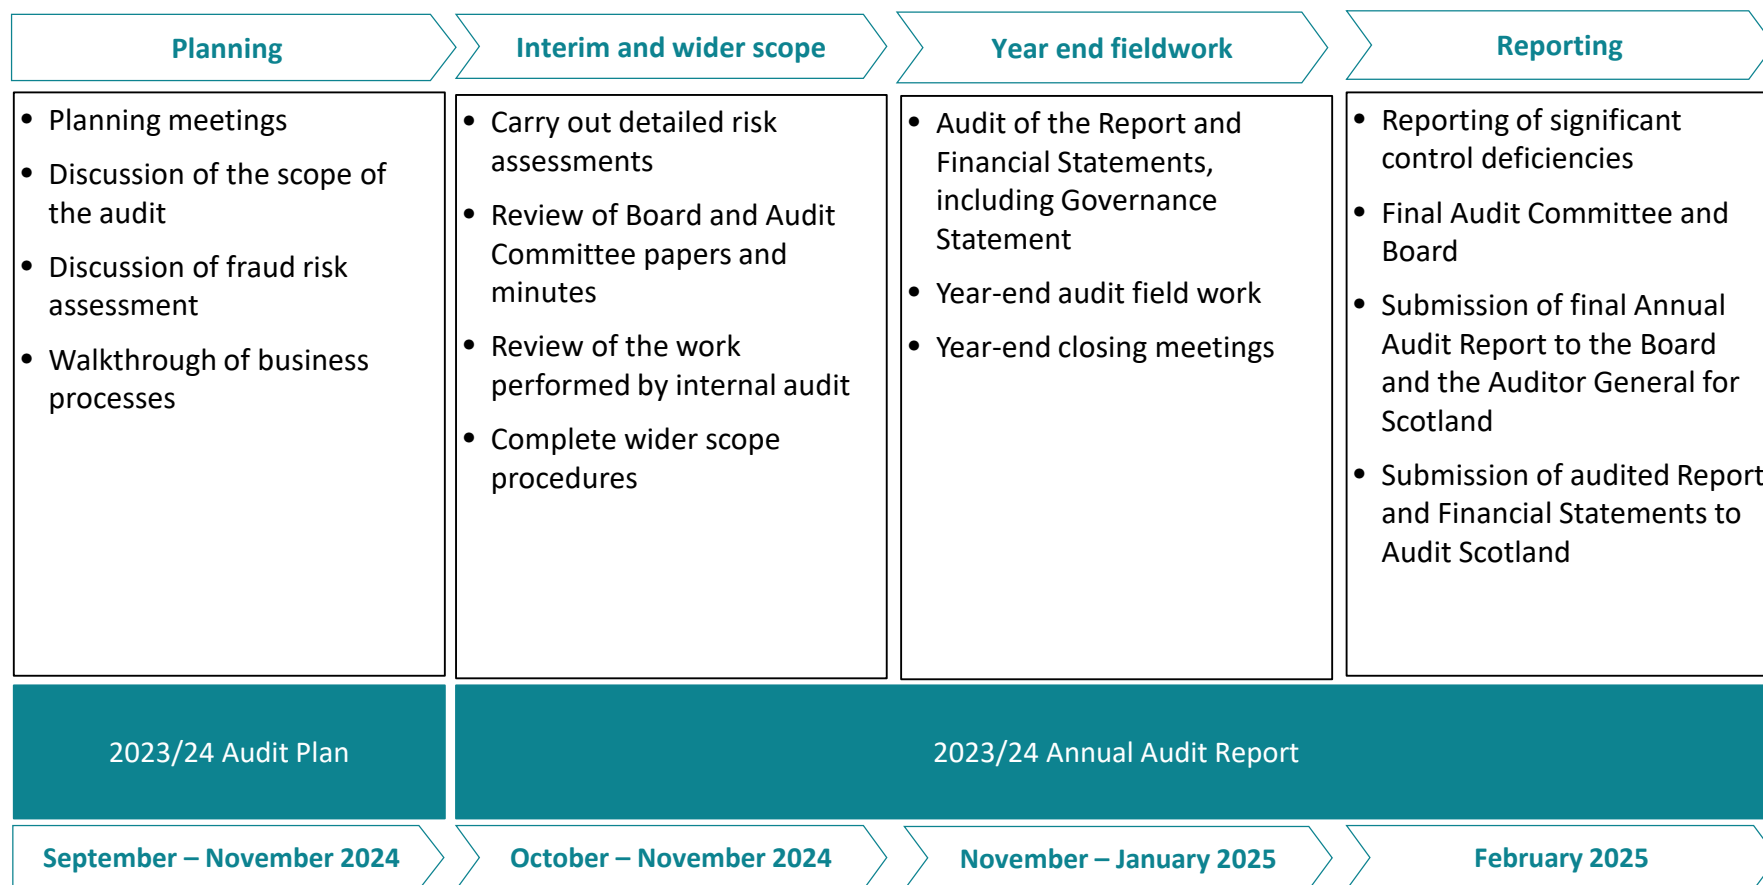 Planning
Interim and wider scope
Year end fieldwork
Reporting
• Planning meetings
• Discussion of the scope of
the audit
• Discussion of fraud risk
assessment
• Walkthrough of business
processes
• Carry out detailed risk
assessments
• Review of Board and Audit
Committee papers and
minutes
• Review of the work
performed by internal audit
• Complete wider scope
procedures
• Audit of the Report and
Financial Statements,
including Governance
Statement
• Year-end audit field work
• Year-end closing meetings
• Reporting of significant
control deficiencies
• Final Audit Committee and
Board
• Submission of final Annual
Audit Report to the Board
and the Auditor General for
Scotland
• Submission of audited Report
and Financial Statements to
Audit Scotland
2023/24 Audit Plan
2023/24 Annual Audit Report
September – November 2024
October – November 2024
November – January 2025
February 2025